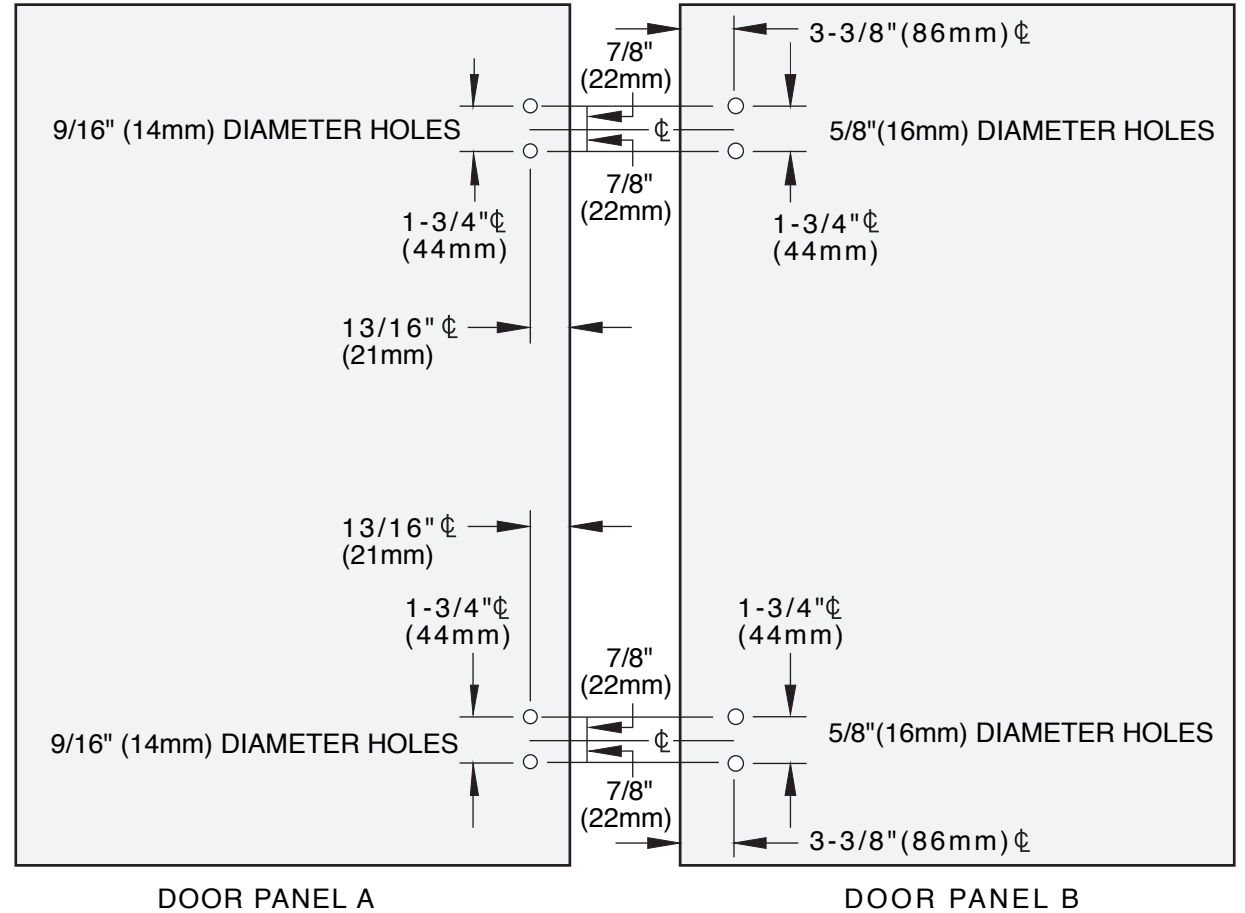 3-3/8"(86mm) ℄
7/8"
(22mm)
9/16" (14mm) DIAMETER HOLES
℄
5/8"(16mm) DIAMETER HOLES
7/8"
(22mm)
1-3/4"℄
(44mm)
1-3/4"℄
(44mm)
13/16" ℄
(21mm)
13/16" ℄
(21mm)
1-3/4"℄
(44mm)
1-3/4"℄
(44mm)
7/8"
(22mm)
9/16" (14mm) DIAMETER HOLES
℄
5/8"(16mm) DIAMETER HOLES
7/8"
(22mm)
3-3/8"(86mm) ℄
DOOR PANEL A
DOOR PANEL B